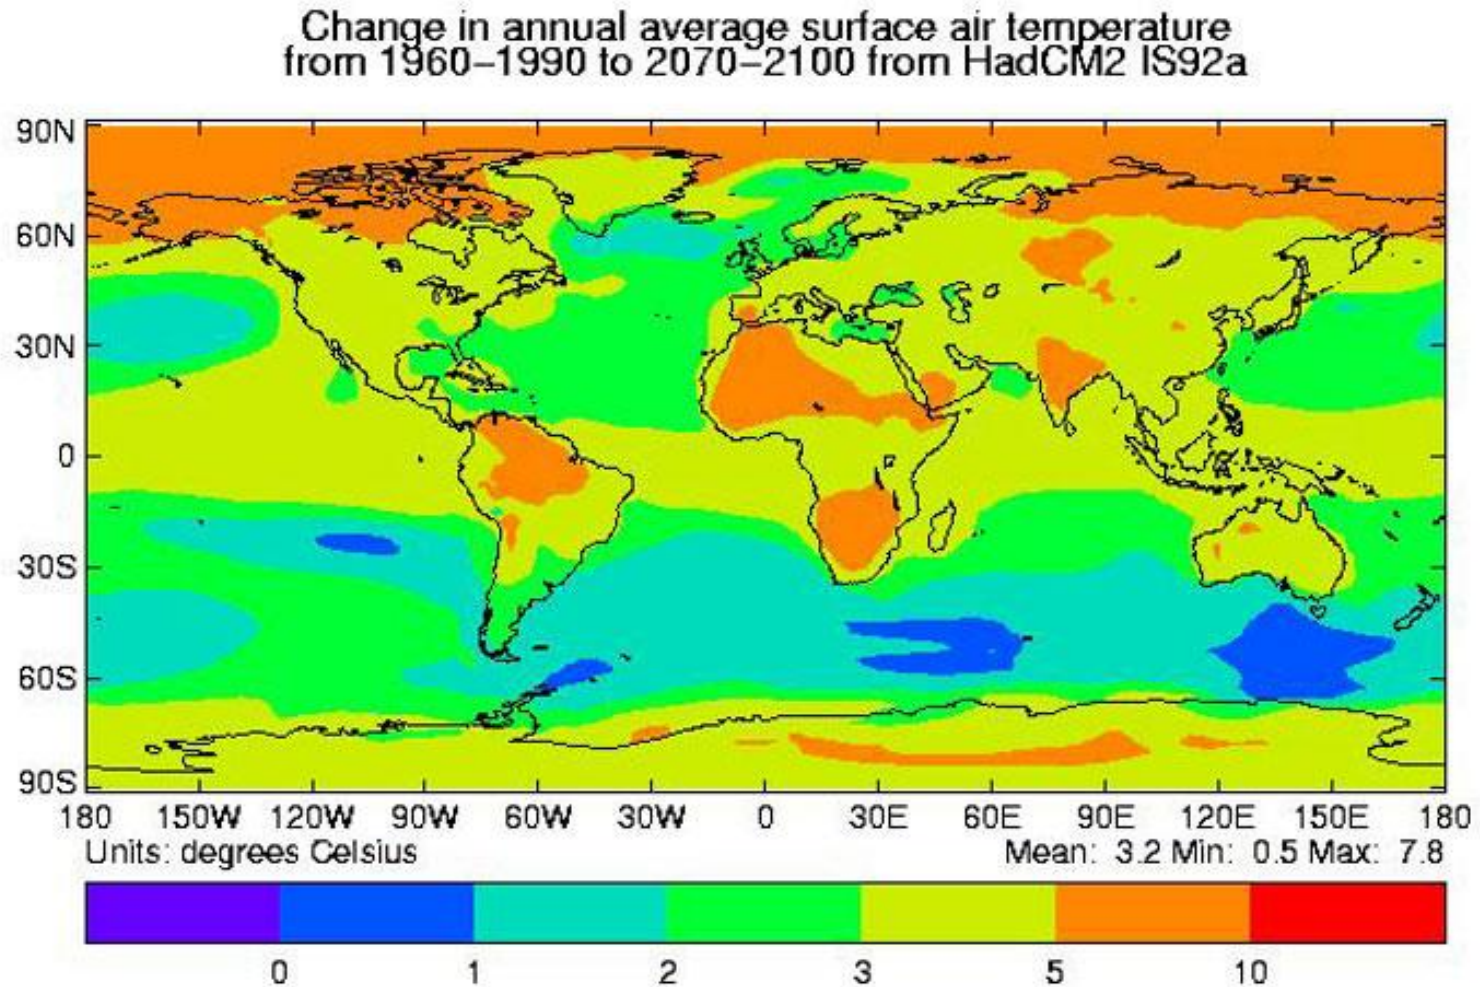 Change in annual average surface air temperature
from 1960–1990 to 2070–2100 from HadCM2 IS92a
90N
60N
30N
0
30S
60S
90S
180 150W 120W 90W 60W 30W 0 30E 60E 90E 120E 150E 180
Units: degrees Celsius Mean: 3.2 Min: 0.5 Max: 7.8
0 1 2 3 5 10